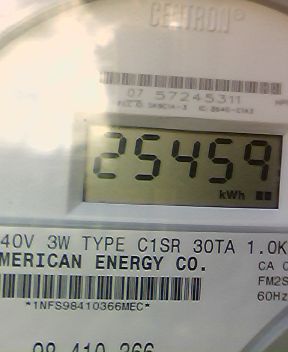 CENTRON®
07 57245311
25459
kWh
40V 3W TYPE C1SR 30TA 1.0K
MERICAN ENERGY CO.
CA 0
FM2S
60Hz
*1NFS98410366MEC*
98 410 366